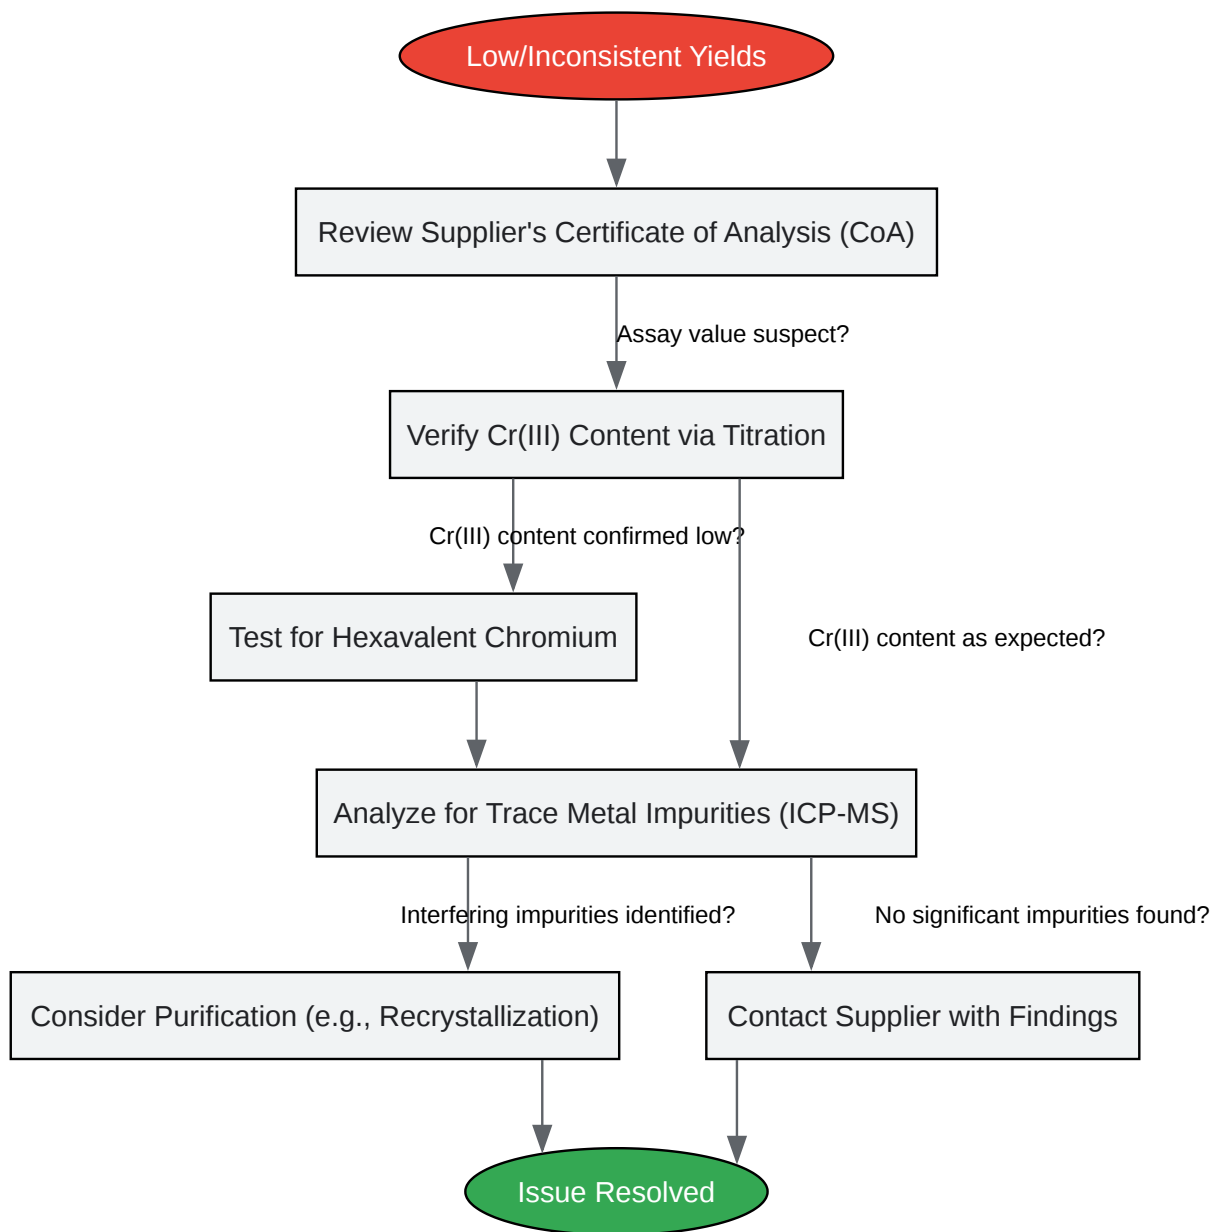 Low/Inconsistent Yields
Review Supplier's Certificate of Analysis (CoA)
Assay value suspect?
Verify Cr(III) Content via Titration
Cr(III) content confirmed low?
Test for Hexavalent Chromium
Cr(III) content as expected?
Analyze for Trace Metal Impurities (ICP-MS)
Interfering impurities identified?
No significant impurities found?
Consider Purification (e.g., Recrystallization)
Contact Supplier with Findings
Issue Resolved